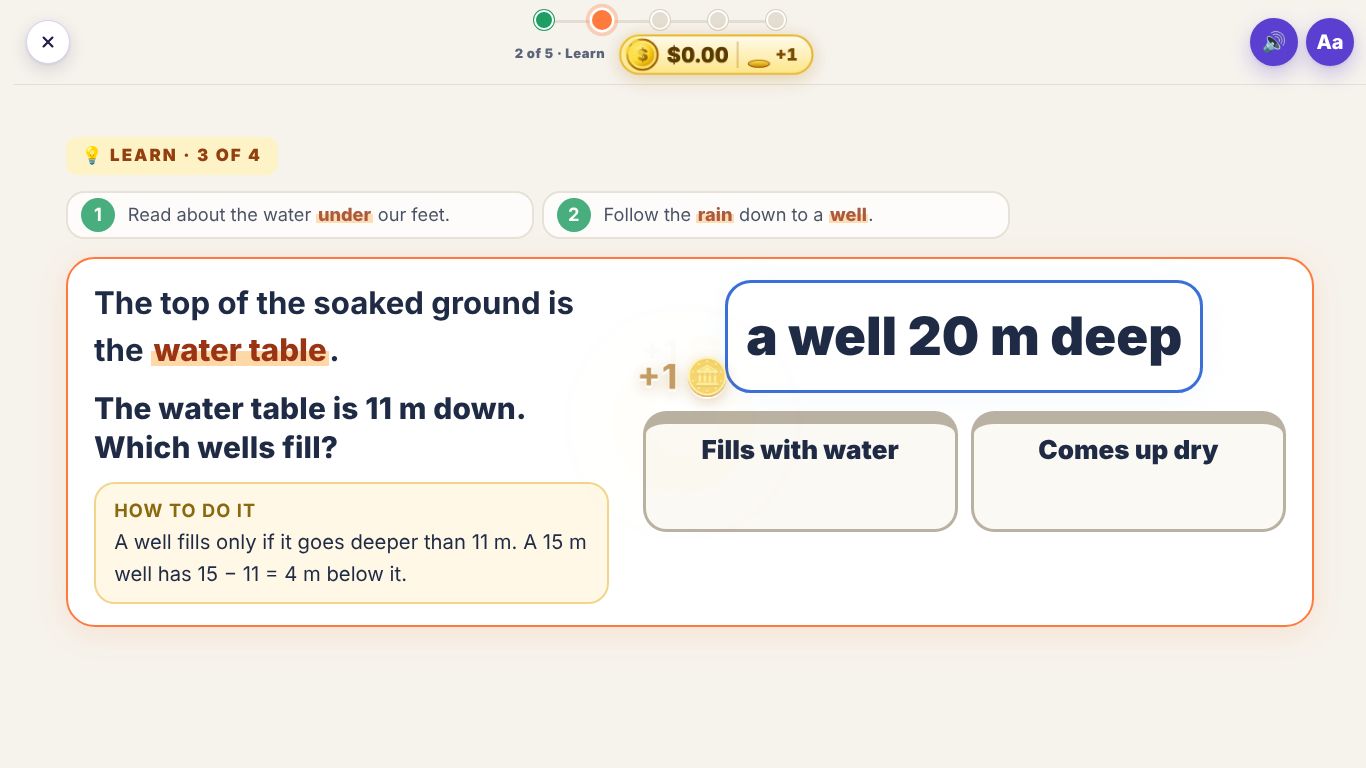 2 of 5 · Learn
$0.00
+1
Aa
💡 LEARN · 3 OF 4
1 Read about the water under our feet.
2 Follow the rain down to a well.
The top of the soaked ground is
the water table.
The water table is 11 m down.
Which wells fill?
HOW TO DO IT
A well fills only if it goes deeper than 11 m. A 15 m
well has 15 − 11 = 4 m below it.
+1
+1
a well 20 m deep
Fills with water
Comes up dry